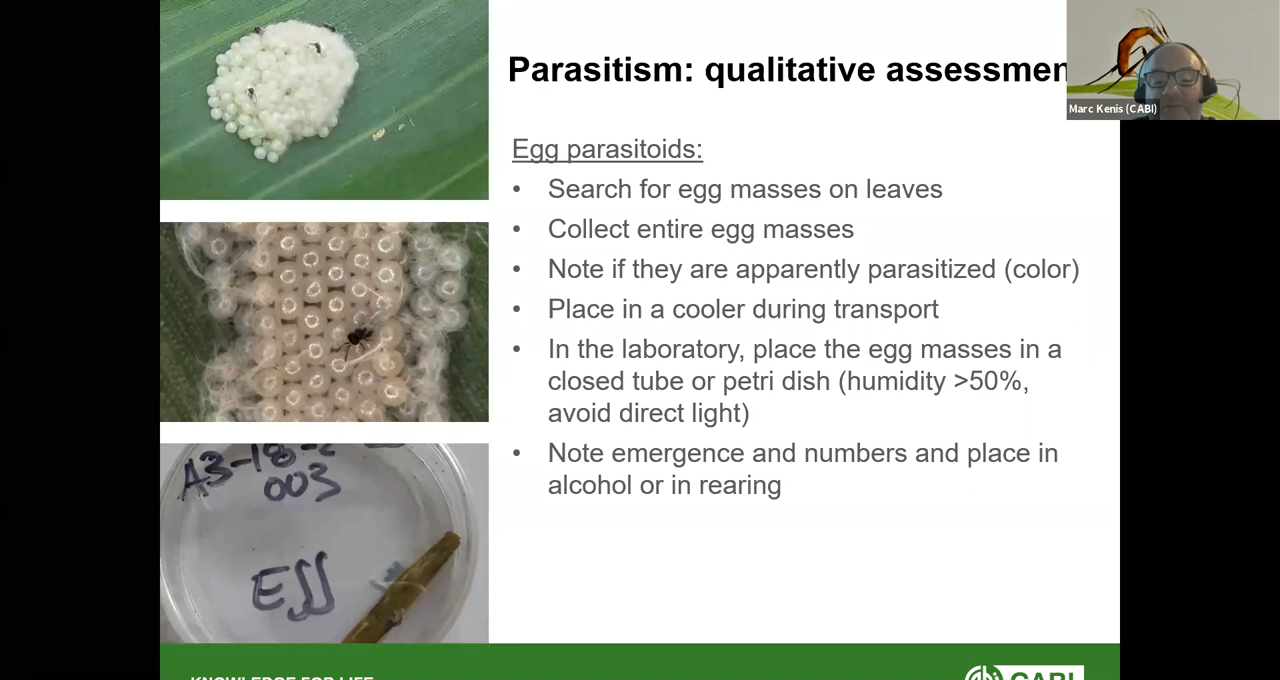 Parasitism: qualitative assessmen
Marc Kenis (CABI)
Egg parasitoids:
• Search for egg masses on leaves
• Collect entire egg masses
• Note if they are apparently parasitized (color)
• Place in a cooler during transport
• In the laboratory, place the egg masses in a
closed tube or petri dish (humidity >50%,
avoid direct light)
• Note emergence and numbers and place in
alcohol or in rearing
A3-18-2
003
KNOWLEDGE FOR LIFE
CABI